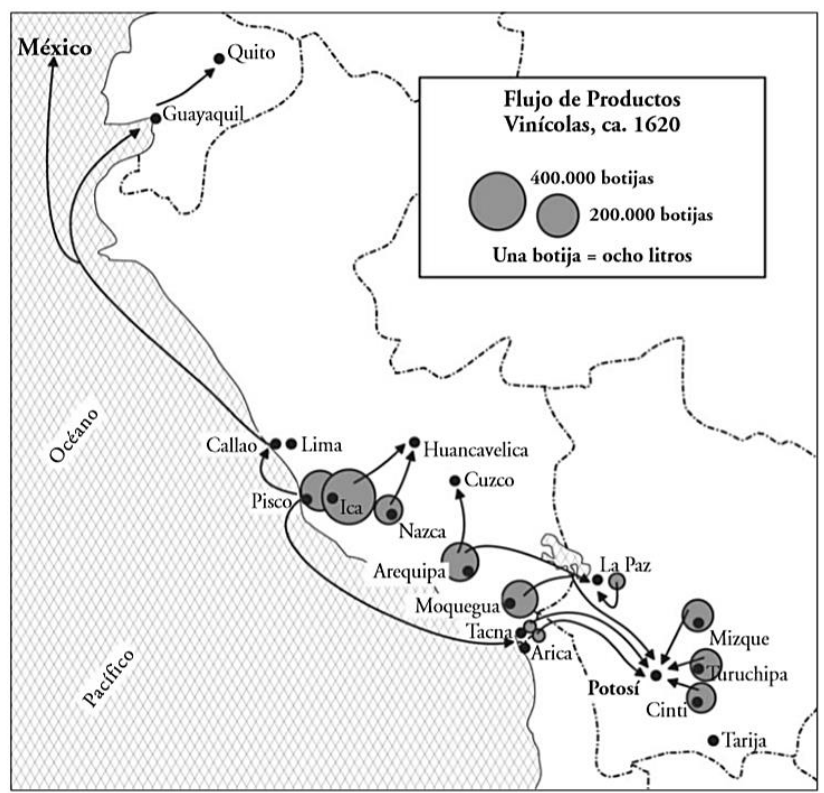 México
Quito
Guayaquil
Flujo de Productos
Vinícolas, ca. 1620
400.000 botijas
200.000 botijas
Una botija = ocho litros
Océano
Callao
Lima
Huancavelica
Cuzco
Pisco
Ica
Nazca
Arequipa
La Paz
Moquegua
Tacna
Arica
Mizque
Turuchipa
Potosí
Cinti
Pacífico
Tarija